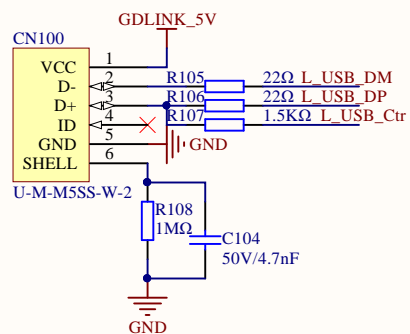 GDLINK_5V
CN100
VCC 1
D- 2 R105 22Ω L_USB_DM
D+ 3 R106 22Ω L_USB_DP
ID 4 R107 1.5KΩ L_USB_Ctr
GND 5 GND
SHELL 6
U-M-M5SS-W-2
R108
1MΩ
C104
50V/4.7nF
GND